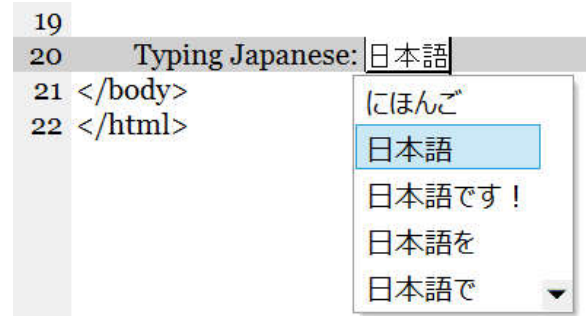 19
20 Typing Japanese: 日本語
21 </body>
22 </html>
にほんご
日本語
日本語です！
日本語を
日本語で